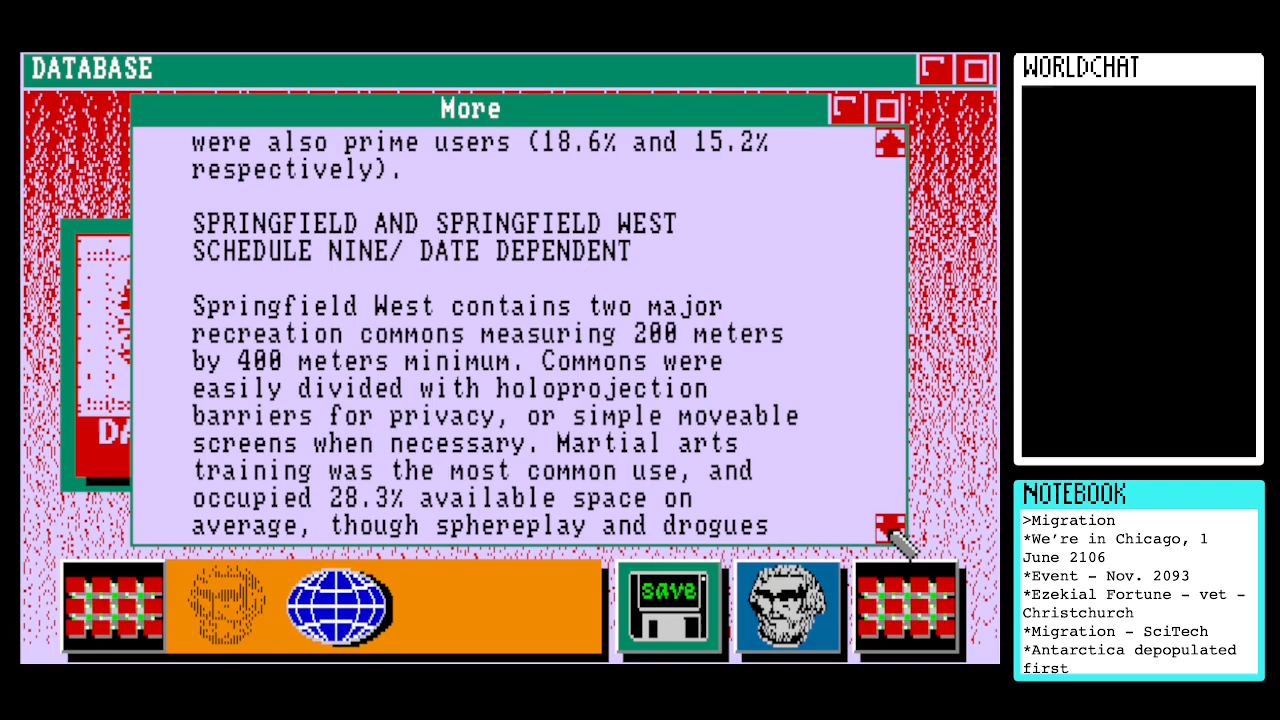 DATABASE
More
were also prime users (18.6% and 15.2%
respectively).
SPRINGFIELD AND SPRINGFIELD WEST
SCHEDULE NINE/ DATE DEPENDENT
Springfield West contains two major
recreation commons measuring 200 meters
by 400 meters minimum. Commons were
easily divided with holoprojection
barriers for privacy, or simple moveable
screens when necessary. Martial arts
training was the most common use, and
occupied 28.3% available space on
average, though sphereplay and drogues
DA
save
WORLDCHAT
NOTEBOOK
>Migration
*We're in Chicago, 1
June 2106
*Event - Nov. 2093
*Ezekial Fortune - vet -
Christchurch
*Migration - SciTech
*Antarctica depopulated
first